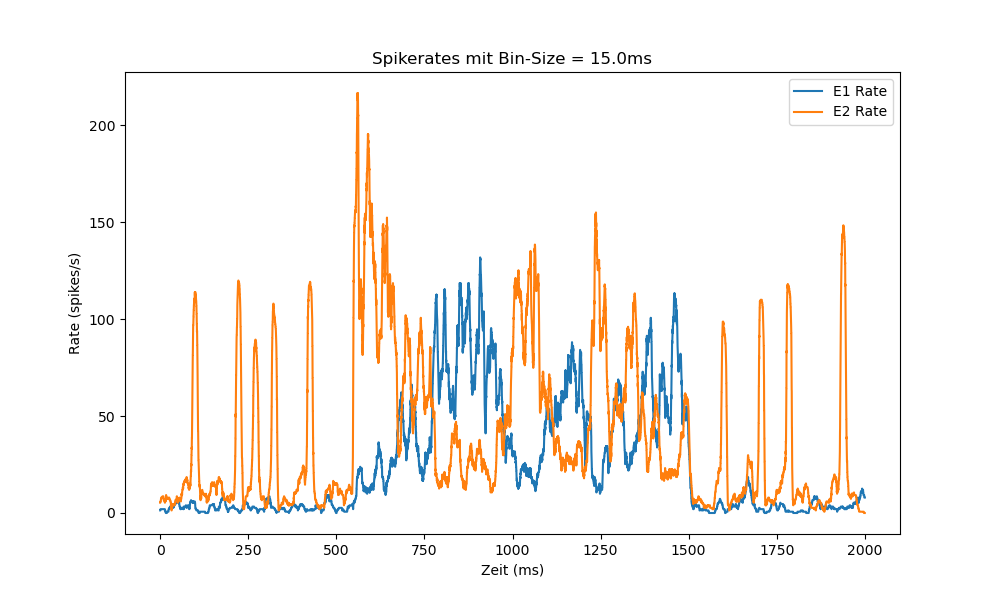 Spikerates mit Bin-Size = 15.0ms
E1 Rate
E2 Rate
200
150
100
50
0
Rate (spikes/s)
0 250 500 750 1000 1250 1500 1750 2000
Zeit (ms)